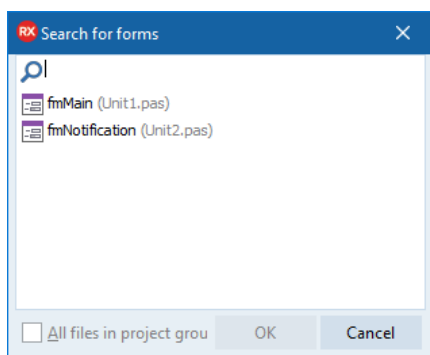 RX Search for forms
fmMain (Unit1.pas)
fmNotification (Unit2.pas)
All files in project grou OK Cancel